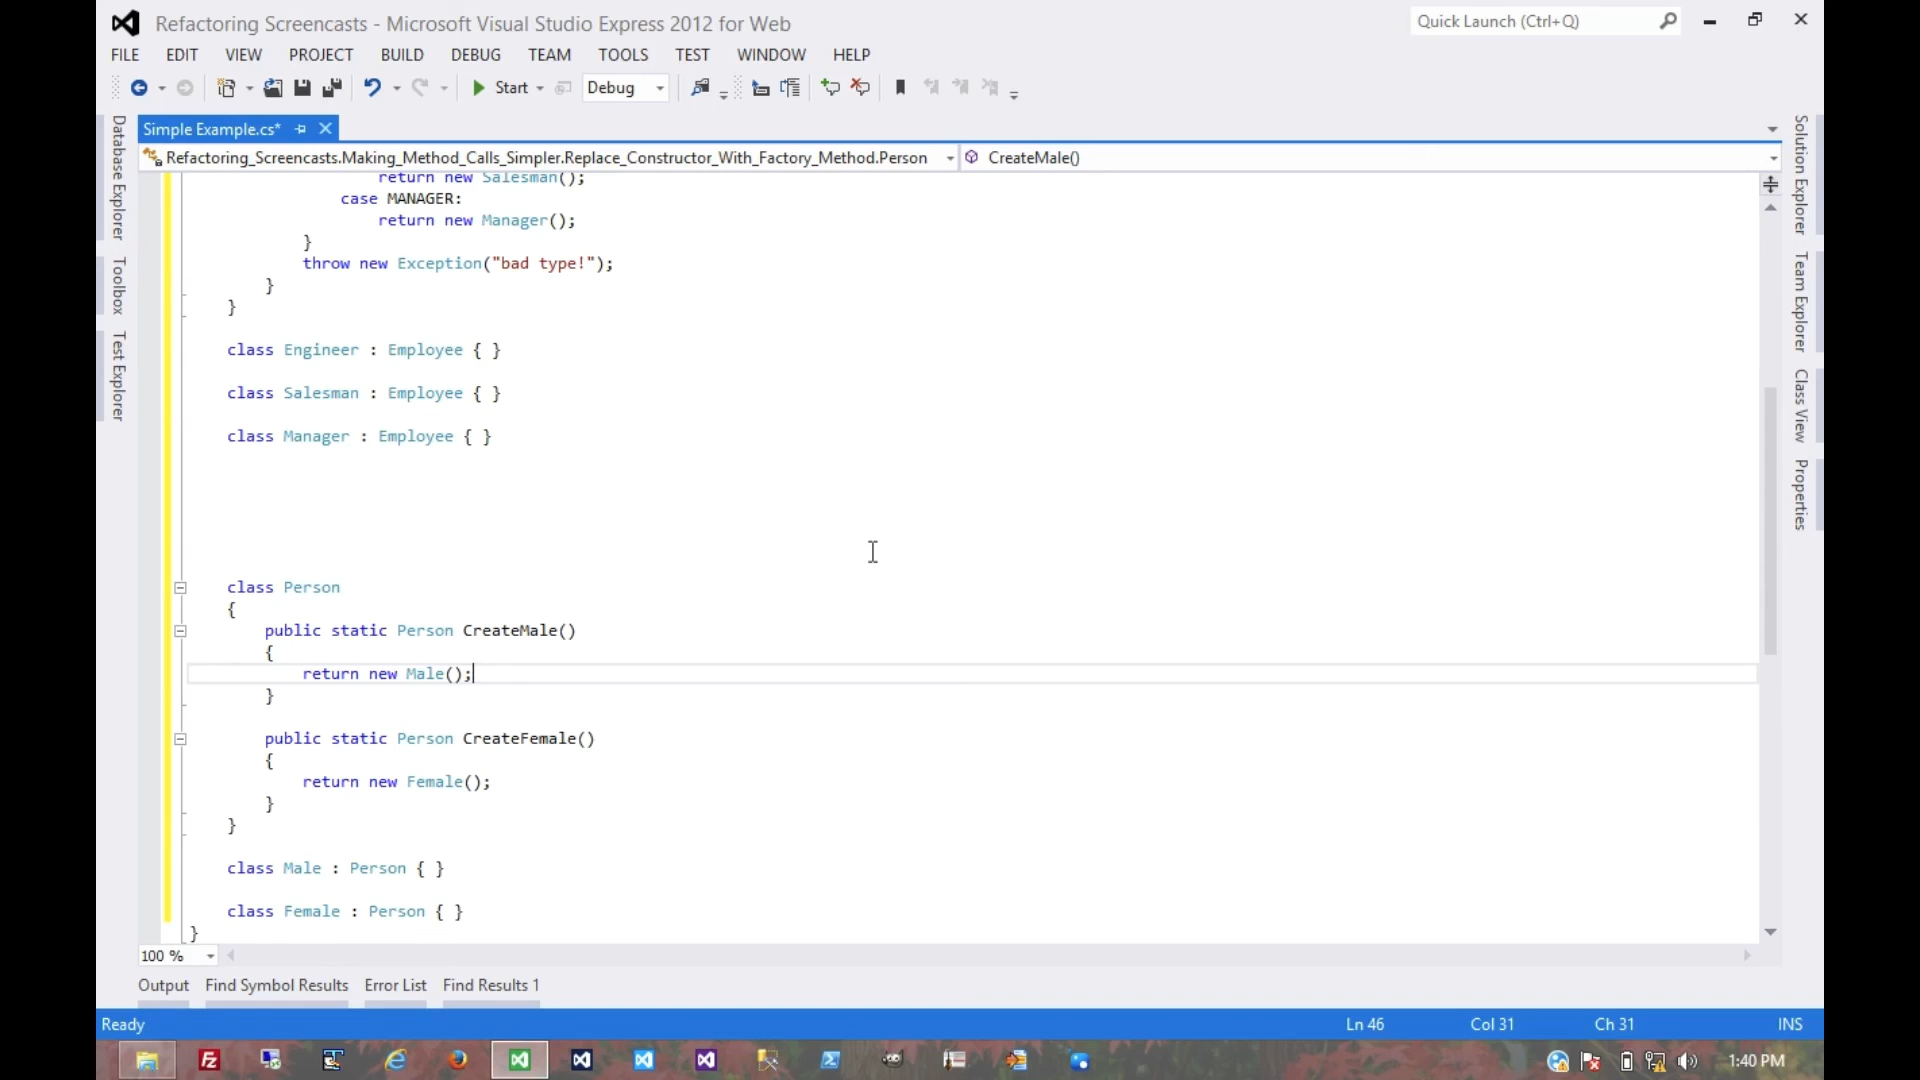 Refactoring Screencasts - Microsoft Visual Studio Express 2012 for Web
Quick Launch (Ctrl+Q)
FILE EDIT VIEW PROJECT BUILD DEBUG TEAM TOOLS TEST WINDOW HELP
Start Debug
Simple Example.cs*
Refactoring_Screencasts.Making_Method_Calls_Simpler.Replace_Constructor_With_Factory_Method.Person
CreateMale()
Database Explorer
Toolbox
Test Explorer
return new Salesman();
case MANAGER:
return new Manager();
}
throw new Exception("bad type!");
}
}
class Engineer : Employee { }
class Salesman : Employee { }
class Manager : Employee { }
class Person
{
public static Person CreateMale()
{
return new Male();
}
public static Person CreateFemale()
{
return new Female();
}
}
class Male : Person { }
class Female : Person { }
}
Solution Explorer
Team Explorer
Class View
Properties
100 %
Output Find Symbol Results Error List Find Results 1
Ready Ln 46 Col 31 Ch 31 INS
1:40 PM